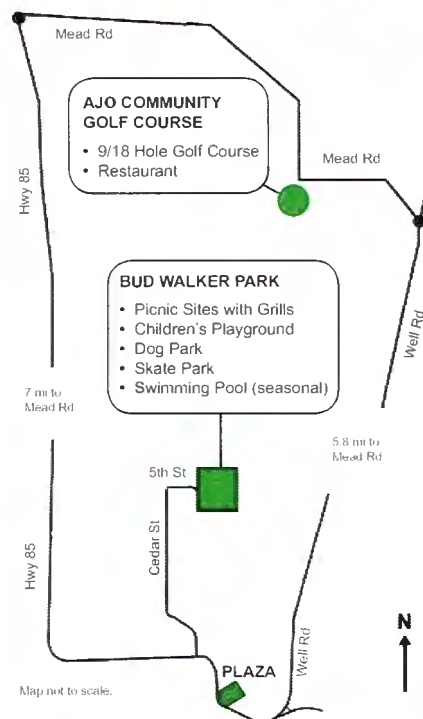 Mead Rd
AJO COMMUNITY
GOLF COURSE
• 9/18 Hole Golf Course
• Restaurant
Mead Rd
Hwy 85
BUD WALKER PARK
• Picnic Sites with Grills
• Children's Playground
• Dog Park
• Skate Park
• Swimming Pool (seasonal)
Well Rd
7 mi to
Mead Rd
5.8 mi to
Mead Rd
5th St
Cedar St
Hwy 85
Well Rd
N
PLAZA
Map not to scale.